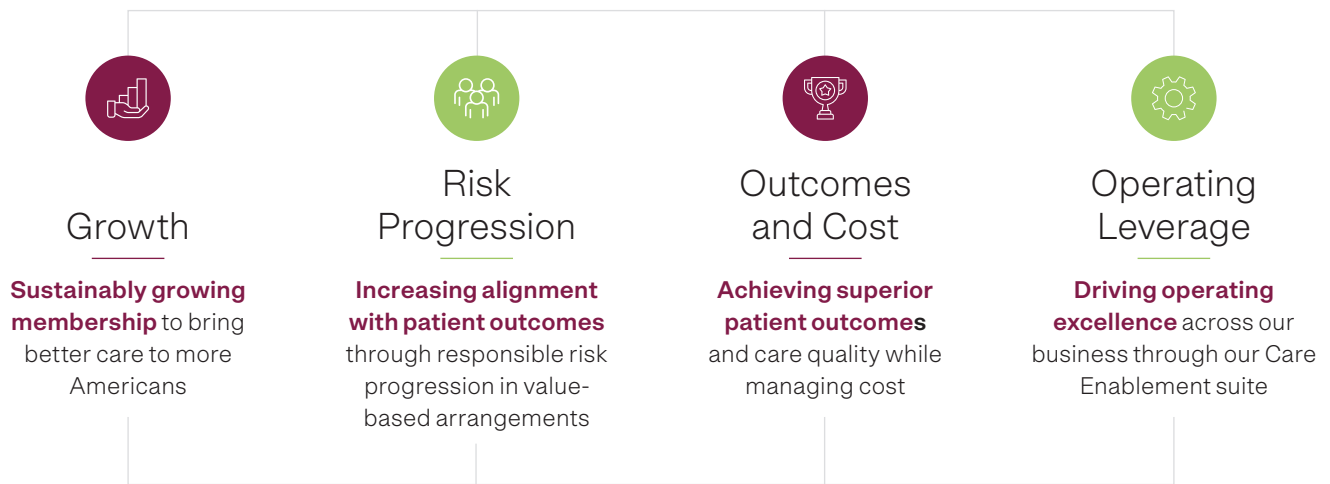 Growth
Sustainably growing
membership to bring
better care to more
Americans
Risk
Progression
Increasing alignment
with patient outcomes
through responsible risk
progression in value-
based arrangements
Outcomes
and Cost
Achieving superior
patient outcomes
and care quality while
managing cost
Operating
Leverage
Driving operating
excellence across our
business through our Care
Enablement suite